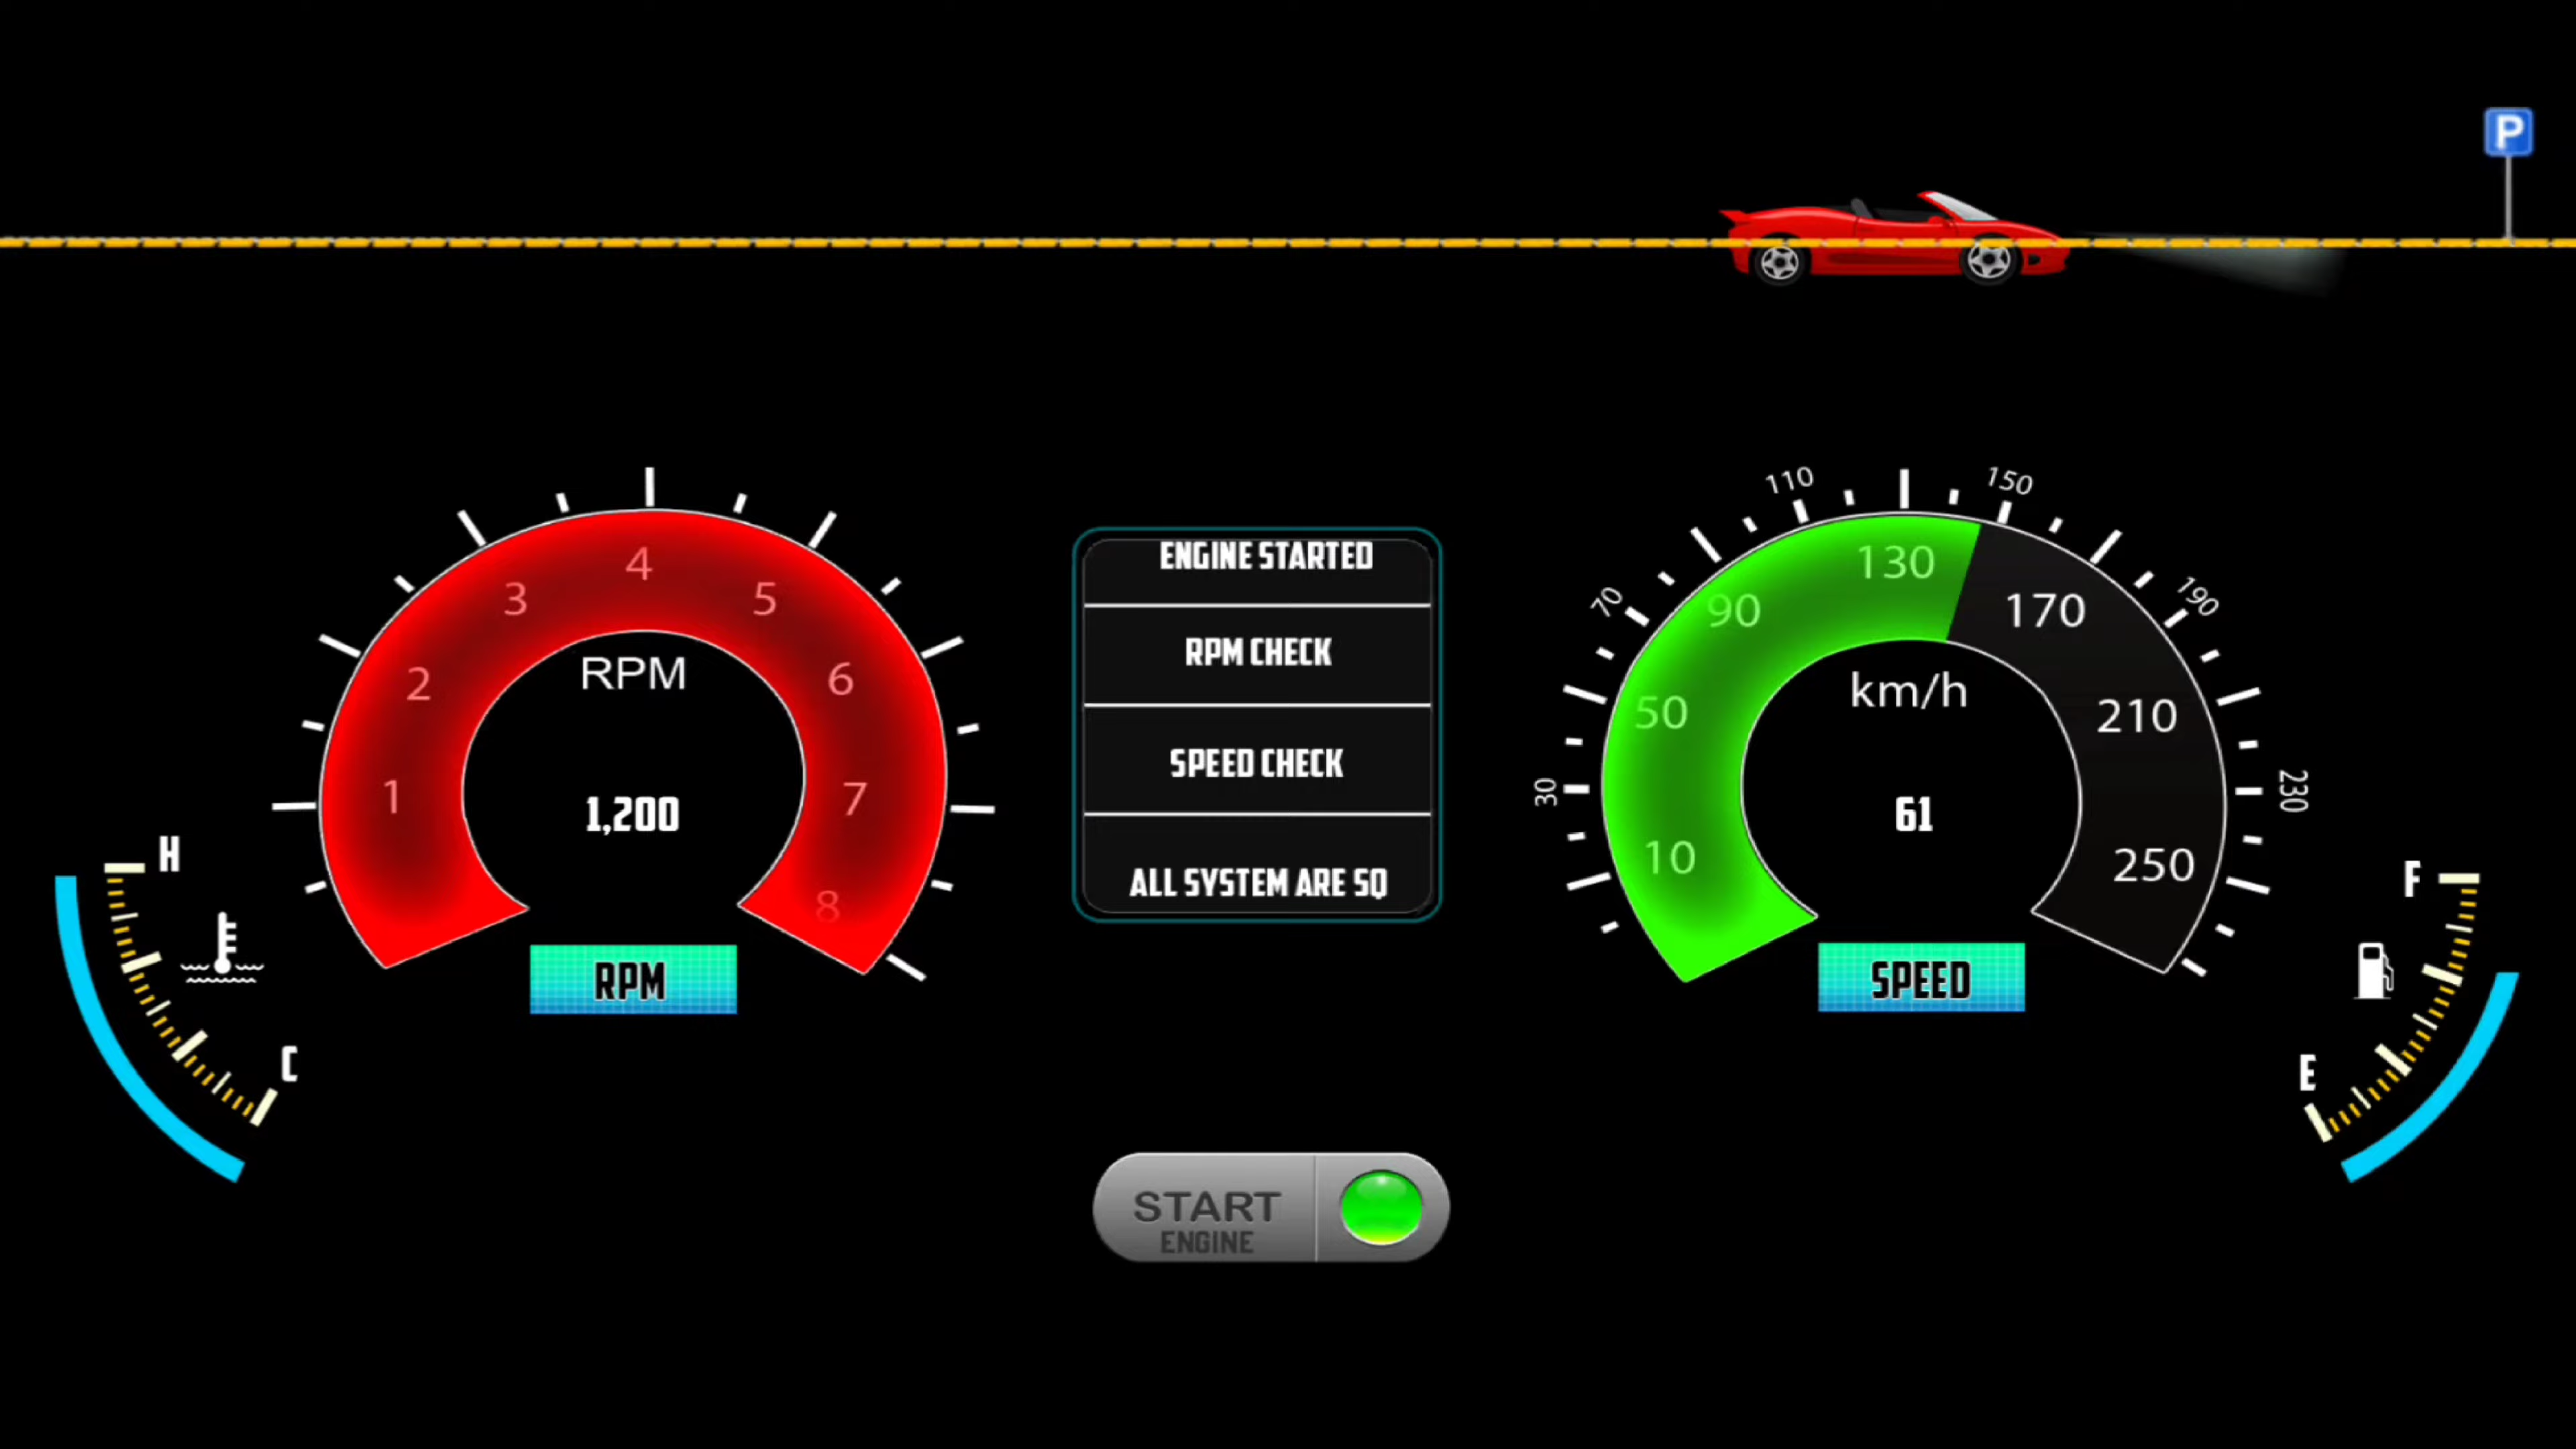 P
110
150
4
ENGINE STARTED
130
3
5
70
190
90
170
RPM CHECK
RPM
2
6
km/h
50
210
SPEED CHECK
1
7
30
230
1,200
61
H
10
250
F
ALL SYSTEM ARE SQ
8
RPM
SPEED
C
E
START
ENGINE